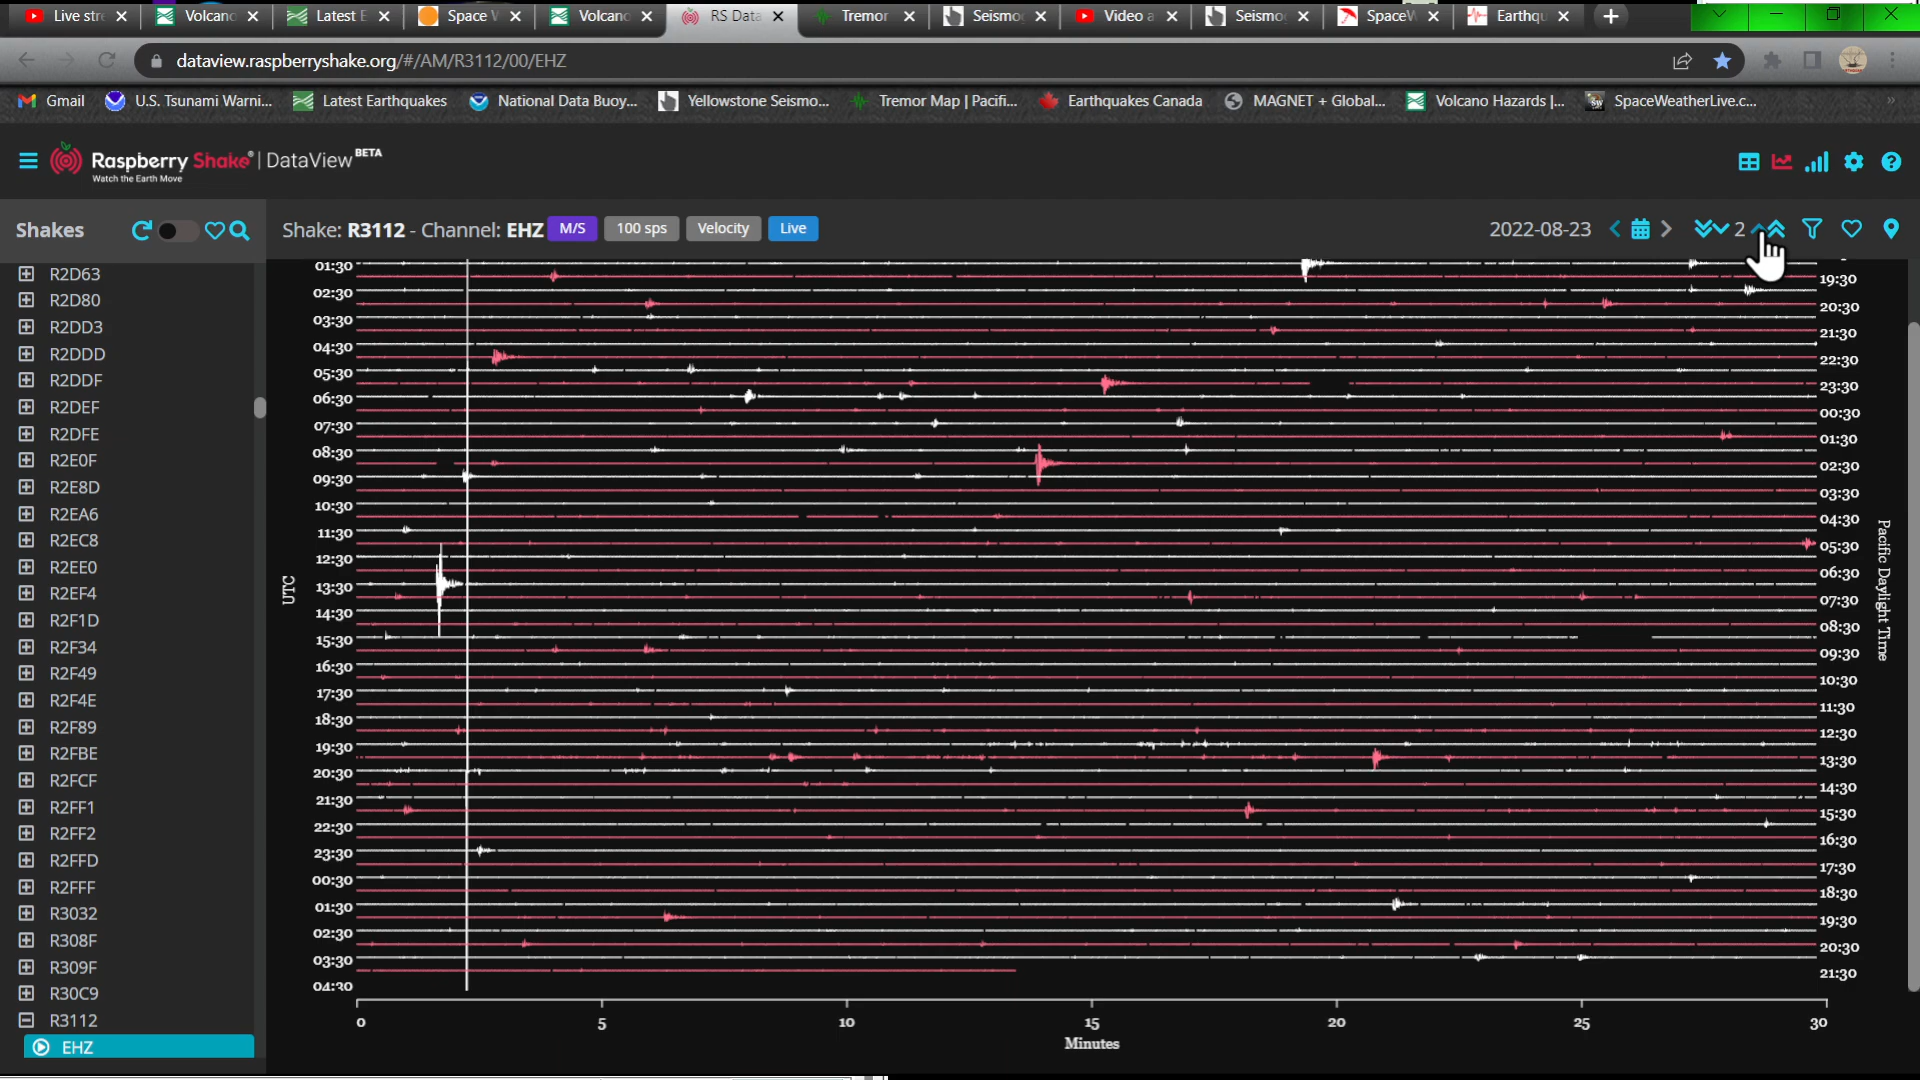 Live stre
Volcano
Latest E
Space W
Volcano
RS Data
Tremor
Seismo
Video a
Seismo
SpaceW
Earthqu
dataview.raspberryshake.org/#/AM/R3112/00/EHZ
Gmail
U.S. Tsunami Warni...
Latest Earthquakes
National Data Buoy...
Yellowstone Seismo...
Tremor Map | Pacifi...
Earthquakes Canada
MAGNET + Global...
Volcano Hazards |...
SpaceWeatherLive.c...
Raspberry Shake® | DataView BETA
Watch the Earth Move
Shakes
Shake: R3112 - Channel: EHZ
M/S
100 sps
Velocity
Live
2022-08-23
2
R2D63
R2D80
R2DD3
R2DDD
R2DDF
R2DEF
R2DFE
R2E0F
R2E8D
R2EA6
R2EC8
R2EE0
R2EF4
R2F1D
R2F34
R2F49
R2F4E
R2F89
R2FBE
R2FCF
R2FF1
R2FF2
R2FFD
R2FFF
R3032
R308F
R309F
R30C9
R3112
EHZ
UTC
01:30
02:30
03:30
04:30
05:30
06:30
07:30
08:30
09:30
10:30
11:30
12:30
13:30
14:30
15:30
16:30
17:30
18:30
19:30
20:30
21:30
22:30
23:30
00:30
01:30
02:30
03:30
04:30
19:30
20:30
21:30
22:30
23:30
00:30
01:30
02:30
03:30
04:30
05:30
06:30
07:30
08:30
09:30
10:30
11:30
12:30
13:30
14:30
15:30
16:30
17:30
18:30
19:30
20:30
21:30
Pacific Daylight Time
0 5 10 15 20 25 30
Minutes